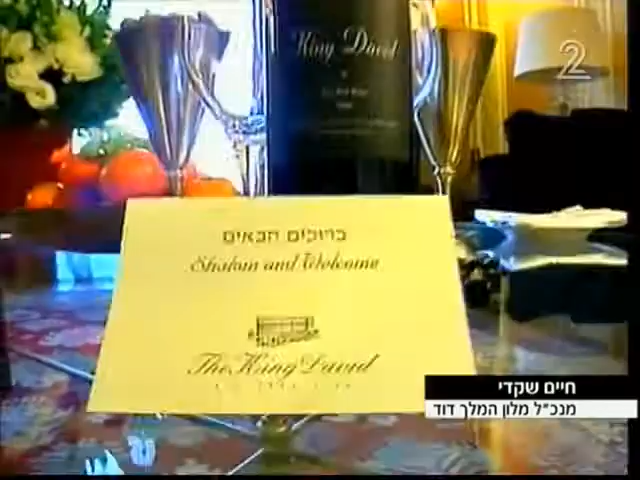 King David
2
ברוכים הבאים
Shalom and Welcome
The King David
חיים שקדי
מנכ"ל מלון המלך דוד